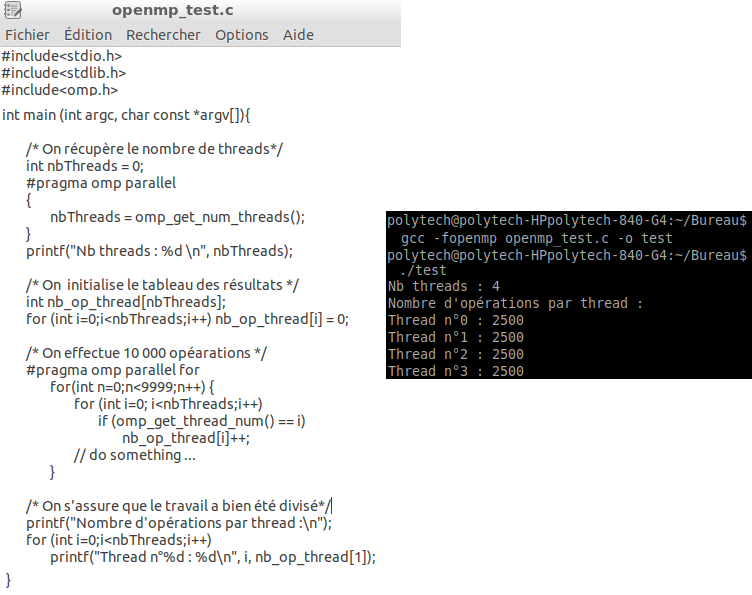 openmp_test.c
Fichier Édition Rechercher Options Aide
#include<stdio.h>
#include<stdlib.h>
#include<omp.h>
int main (int argc, char const *argv[]){
/* On récupère le nombre de threads*/
int nbThreads = 0;
#pragma omp parallel
{
nbThreads = omp_get_num_threads();
}
printf("Nb threads : %d \n", nbThreads);
/* On  initialise le tableau des résultats */
int nb_op_thread[nbThreads];
for (int i=0;i<nbThreads;i++) nb_op_thread[i] = 0;
/* On effectue 10 000 opéarations */
#pragma omp parallel for
for(int n=0;n<9999;n++) {
for (int i=0; i<nbThreads;i++)
if (omp_get_thread_num() == i)
nb_op_thread[i]++;
// do something ...
}
/* On s'assure que le travail a bien été divisé*/
printf("Nombre d'opérations par thread :\n");
for (int i=0;i<nbThreads;i++)
printf("Thread n°%d : %d\n", i, nb_op_thread[1]);
}
polytech@polytech-HPpolytech-840-G4:~/Bureau$
gcc -fopenmp openmp_test.c -o test
polytech@polytech-HPpolytech-840-G4:~/Bureau$
./test
Nb threads : 4
Nombre d'opérations par thread :
Thread n°0 : 2500
Thread n°1 : 2500
Thread n°2 : 2500
Thread n°3 : 2500